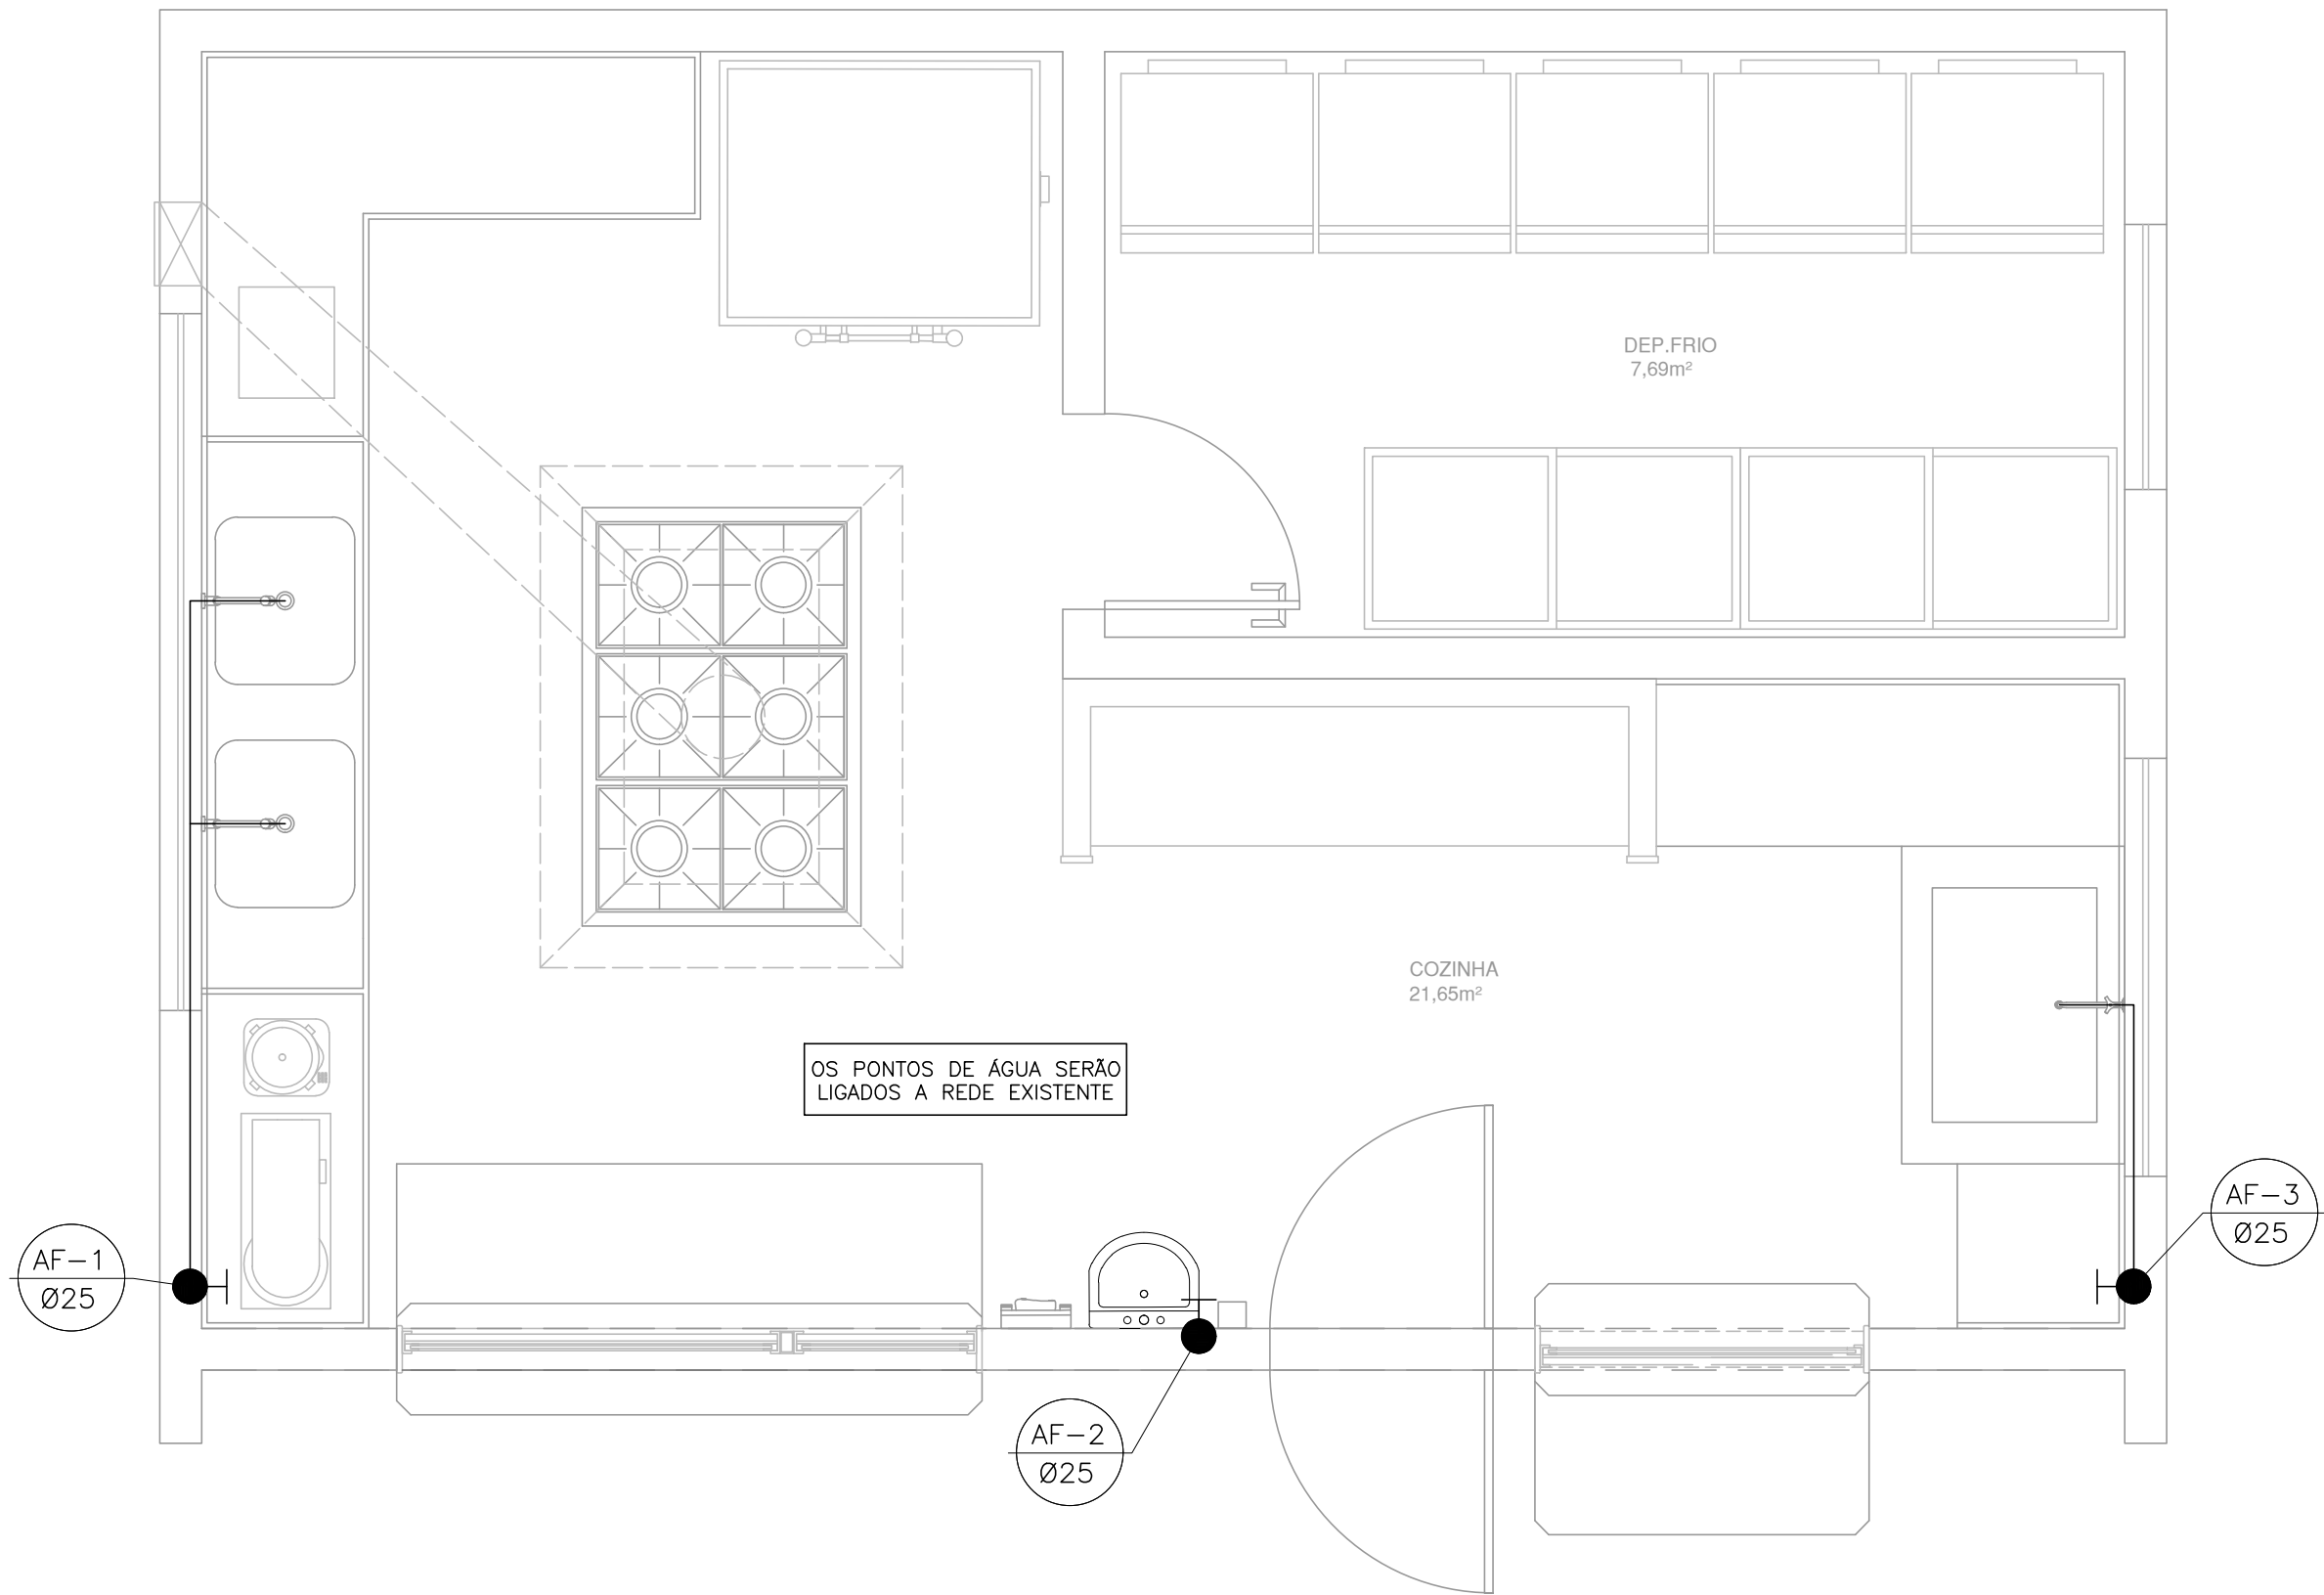 DEP.FRIO
7,69m²
COZINHA
21,65m²
OS PONTOS DE ÁGUA SERÃO
LIGADOS A REDE EXISTENTE
AF-3
Ø25
AF-1
Ø25
AF-2
Ø25